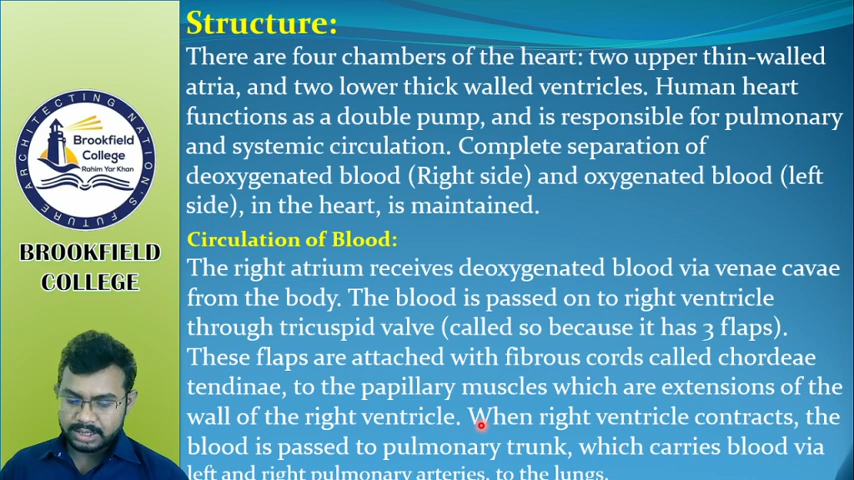 Structure:
There are four chambers of the heart: two upper thin-walled
atria, and two lower thick walled ventricles. Human heart
functions as a double pump, and is responsible for pulmonary
and systemic circulation. Complete separation of
deoxygenated blood (Right side) and oxygenated blood (left
side), in the heart, is maintained.
Circulation of Blood:
The right atrium receives deoxygenated blood via venae cavae
from the body. The blood is passed on to right ventricle
through tricuspid valve (called so because it has 3 flaps).
These flaps are attached with fibrous cords called chordeae
tendinae, to the papillary muscles which are extensions of the
wall of the right ventricle. When right ventricle contracts, the
blood is passed to pulmonary trunk, which carries blood via
left and right pulmonary arteries, to the lungs.
ARCHITECTING NATION'S FUTURE
Brookfield
College
Rahim Yar Khan
BROOKFIELD
COLLEGE